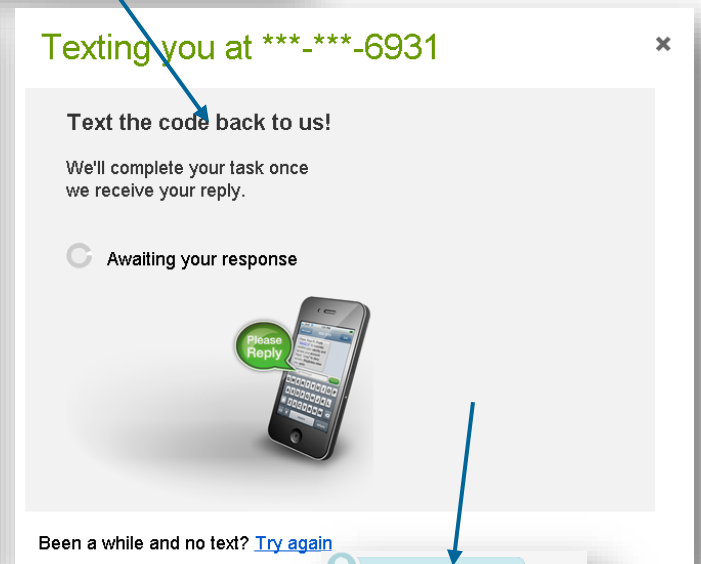 Texting you at ***-***-6931
Text the code back to us!
We'll complete your task once
we receive your reply.
Awaiting your response
Please
Reply
Been a while and no text? Try again